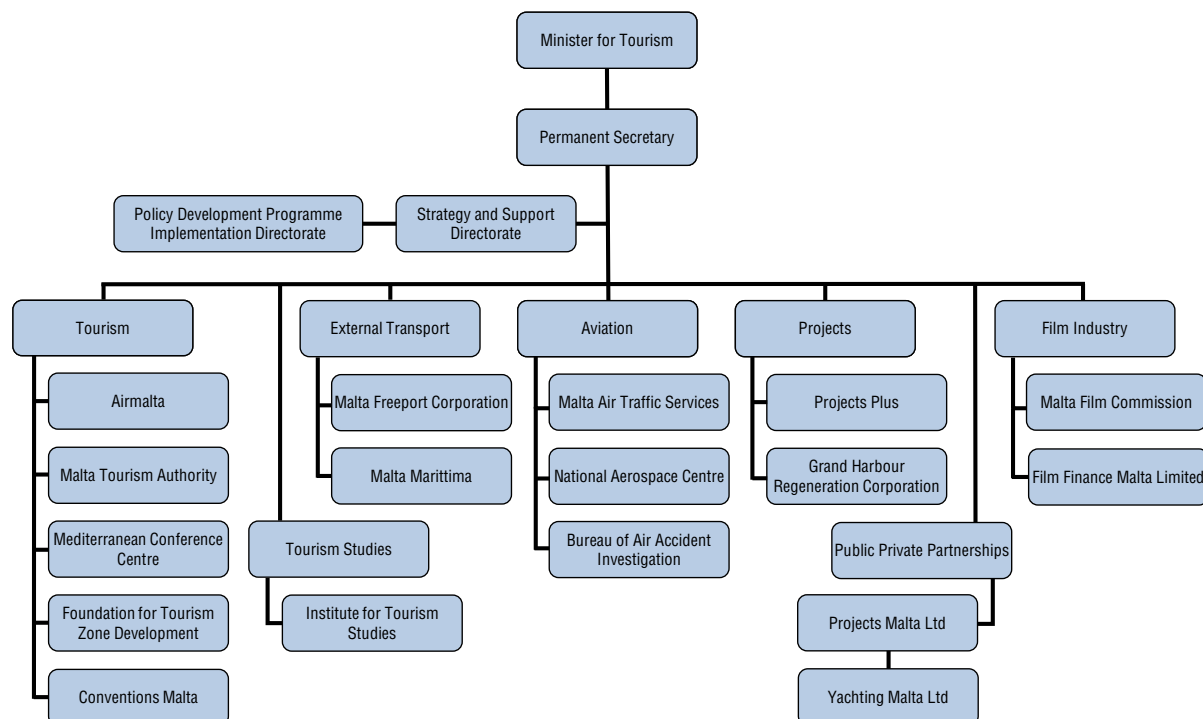 Minister for Tourism
Permanent Secretary
Policy Development Programme
Implementation Directorate
Strategy and Support
Directorate
Tourism
External Transport
Aviation
Projects
Film Industry
Airmalta
Malta Freeport Corporation
Malta Air Traffic Services
Projects Plus
Malta Film Commission
Malta Tourism Authority
Malta Marittima
National Aerospace Centre
Grand Harbour
Regeneration Corporation
Film Finance Malta Limited
Mediterranean Conference
Centre
Tourism Studies
Bureau of Air Accident
Investigation
Public Private Partnerships
Foundation for Tourism
Zone Development
Institute for Tourism
Studies
Projects Malta Ltd
Conventions Malta
Yachting Malta Ltd